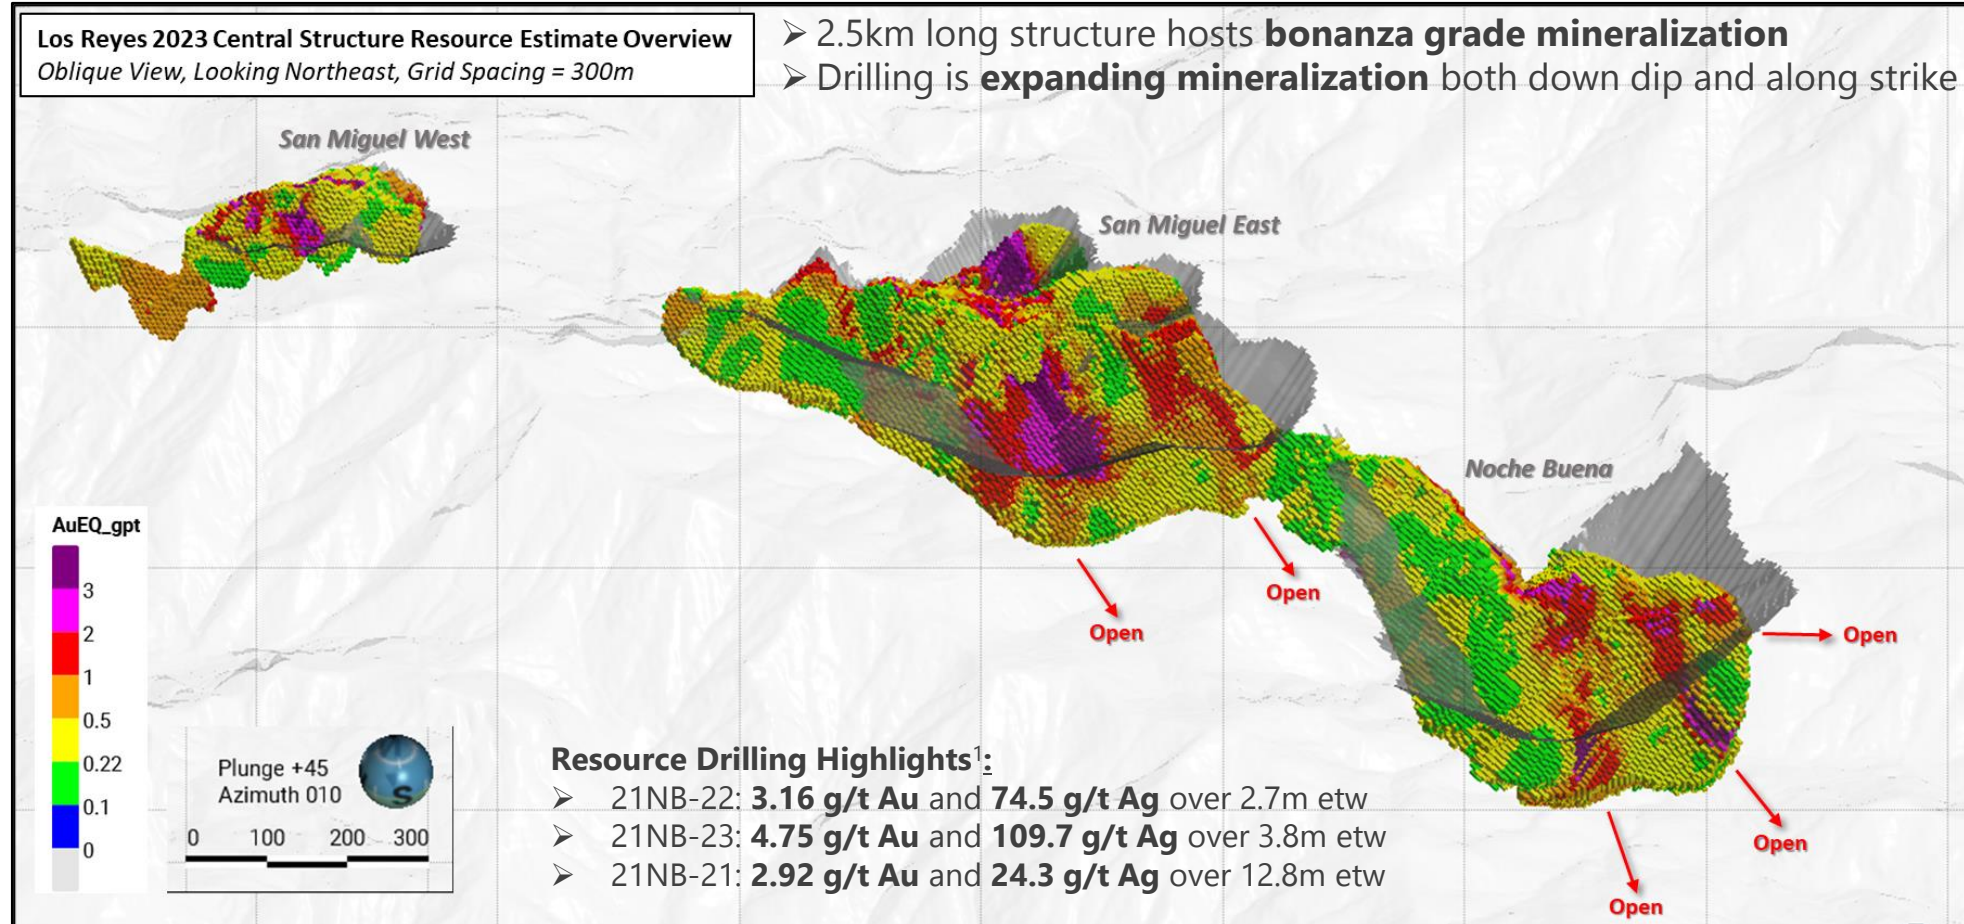 Los Reyes 2023 Central Structure Resource Estimate Overview
Oblique View, Looking Northeast, Grid Spacing = 300m
➢ 2.5km long structure hosts bonanza grade mineralization
➢ Drilling is expanding mineralization both down dip and along strike
San Miguel West
San Miguel East
Noche Buena
Open
Open
Open
Open
Open
AuEQ_gpt
3
2
1
0.5
0.22
0.1
0
Plunge +45
Azimuth 010
S
0 100 200 300
Resource Drilling Highlights¹:
➢ 21NB-22: 3.16 g/t Au and 74.5 g/t Ag over 2.7m etw
➢ 21NB-23: 4.75 g/t Au and 109.7 g/t Ag over 3.8m etw
➢ 21NB-21: 2.92 g/t Au and 24.3 g/t Ag over 12.8m etw